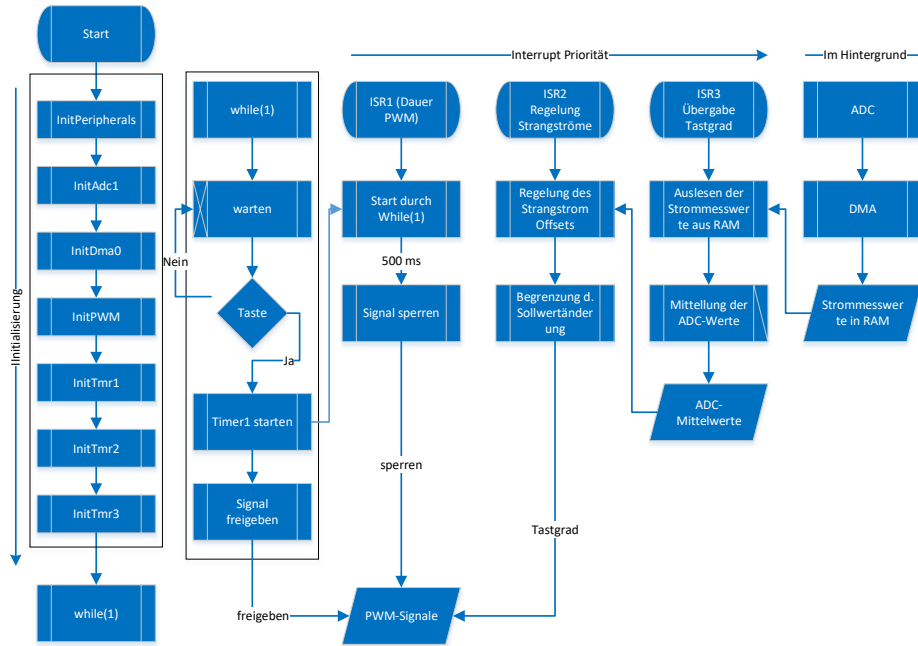 Start
IInitialisierung
InitPeripherals
InitAdc1
InitDma0
InitPWM
InitTmr1
InitTmr2
InitTmr3
while(1)
while(1)
warten
Nein
Taste
Ja
Timer1 starten
Signal
freigeben
freigeben
Interrupt Priorität
ISR1 (Dauer
PWM)
Start durch
While(1)
500 ms
Signal sperren
sperren
PWM-Signale
ISR2
Regelung
Strangströme
Regelung des
Strangstrom
Offsets
Begrenzung d.
Sollwertänder
ung
Tastgrad
ISR3
Übergabe
Tastgrad
Auslesen der
Strommesswer
te aus RAM
Mittellung der
ADC-Werte
ADC-
Mittelwerte
Im Hintergrund
ADC
DMA
Strommesswer
te in RAM